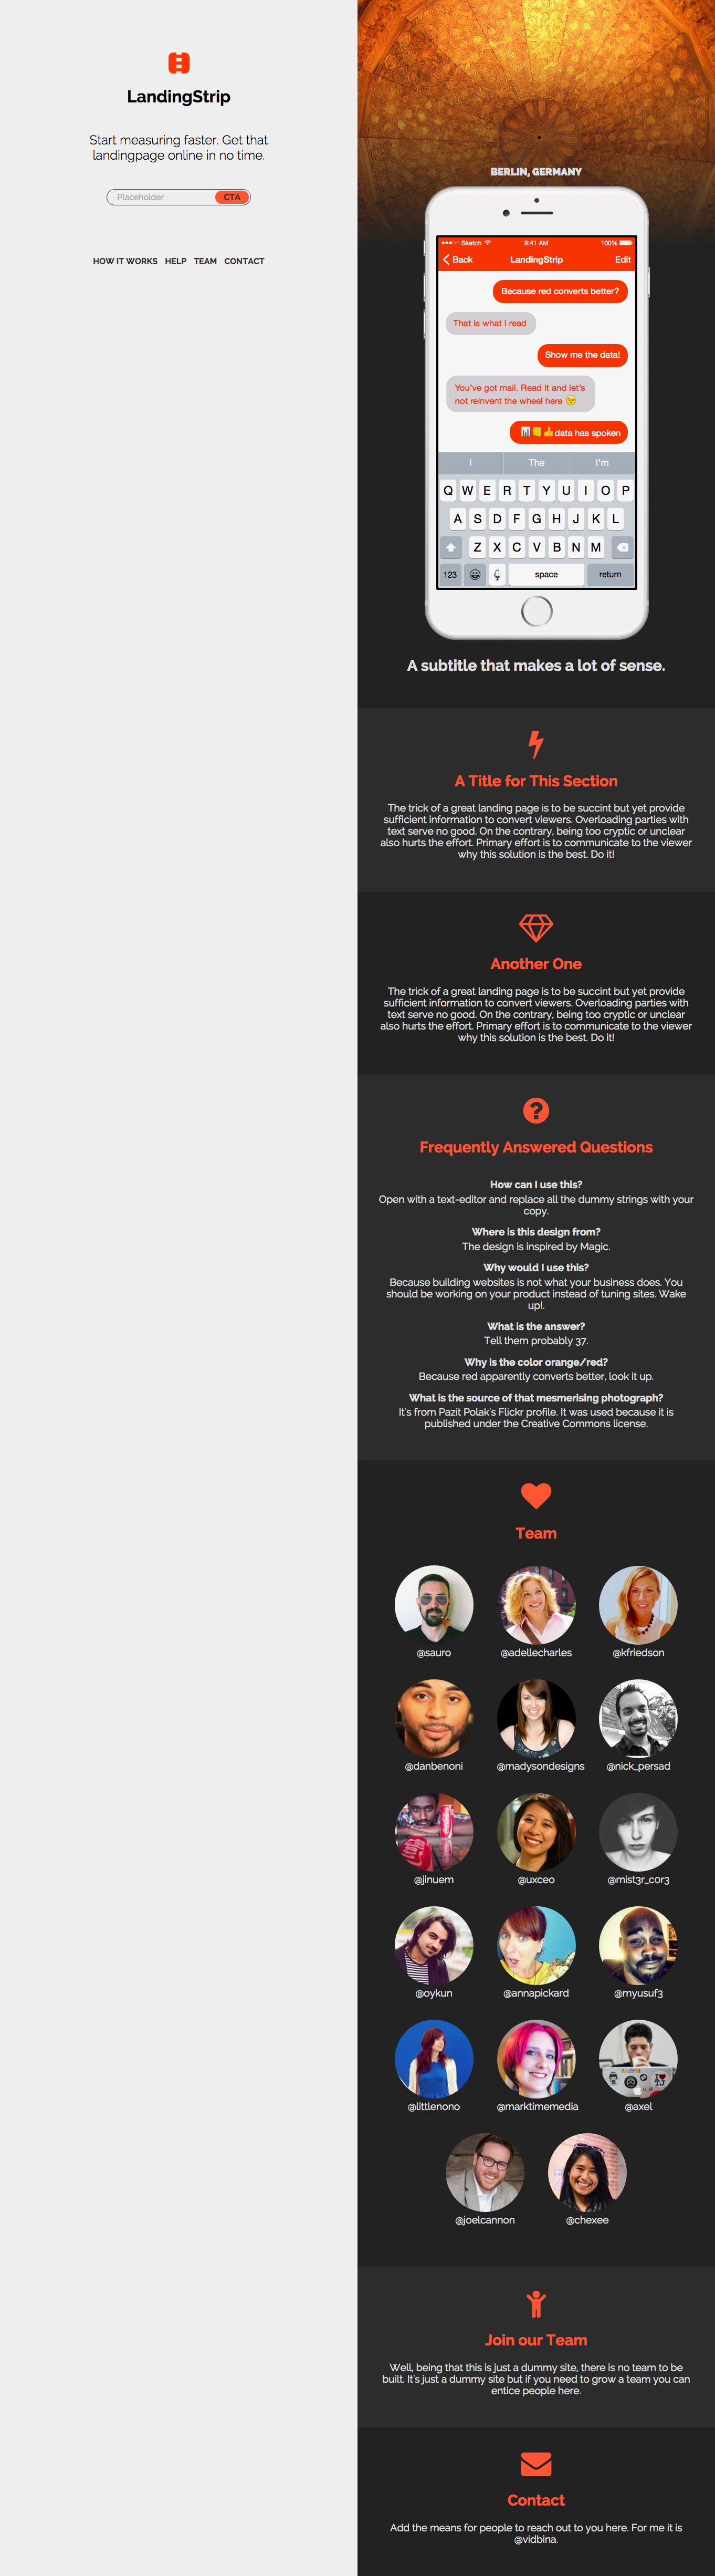 LandingStrip
Start measuring faster. Get that
landingpage online in no time.
Placeholder
CTA
HOW IT WORKS HELP TEAM CONTACT
BERLIN, GERMANY
Sketch 9:41 AM 100%
Back LandingStrip Edit
Because red converts better?
That is what I read
Show me the data!
You've got mail. Read it and let's
not reinvent the wheel here 
data has spoken
I The I'm
Q W E R T Y U I O P
A S D F G H J K L
Z X C V B N M
123 space return
A subtitle that makes a lot of sense.
A Title for This Section
The trick of a great landing page is to be succint but yet provide
sufficient information to convert viewers. Overloading parties with
text serve no good. On the contrary, being too cryptic or unclear
also hurts the effort. Primary effort is to communicate to the viewer
why this solution is the best. Do it!
Another One
The trick of a great landing page is to be succint but yet provide
sufficient information to convert viewers. Overloading parties with
text serve no good. On the contrary, being too cryptic or unclear
also hurts the effort. Primary effort is to communicate to the viewer
why this solution is the best. Do it!
Frequently Answered Questions
How can I use this?
Open with a text-editor and replace all the dummy strings with your
copy.
Where is this design from?
The design is inspired by Magic.
Why would I use this?
Because building websites is not what your business does. You
should be working on your product instead of tuning sites. Wake
up!.
What is the answer?
Tell them probably 37.
Why is the color orange/red?
Because red apparently converts better, look it up.
What is the source of that mesmerising photograph?
It's from Pazit Polak's Flickr profile. It was used because it is
published under the Creative Commons license.
Team
@sauro @adellecharles @kfriedson
@danbenoni @madysondesigns @nick_persad
@jinuem @uxceo @mist3r_c0r3
@oykun @annapickard @myusuf3
@littlenono @marktimemedia @axel
@joelcannon @chexee
Join our Team
Well, being that this is just a dummy site, there is no team to be
built. It's just a dummy site but if you need to grow a team you can
entice people here.
Contact
Add the means for people to reach out to you here. For me it is
@vidbina.